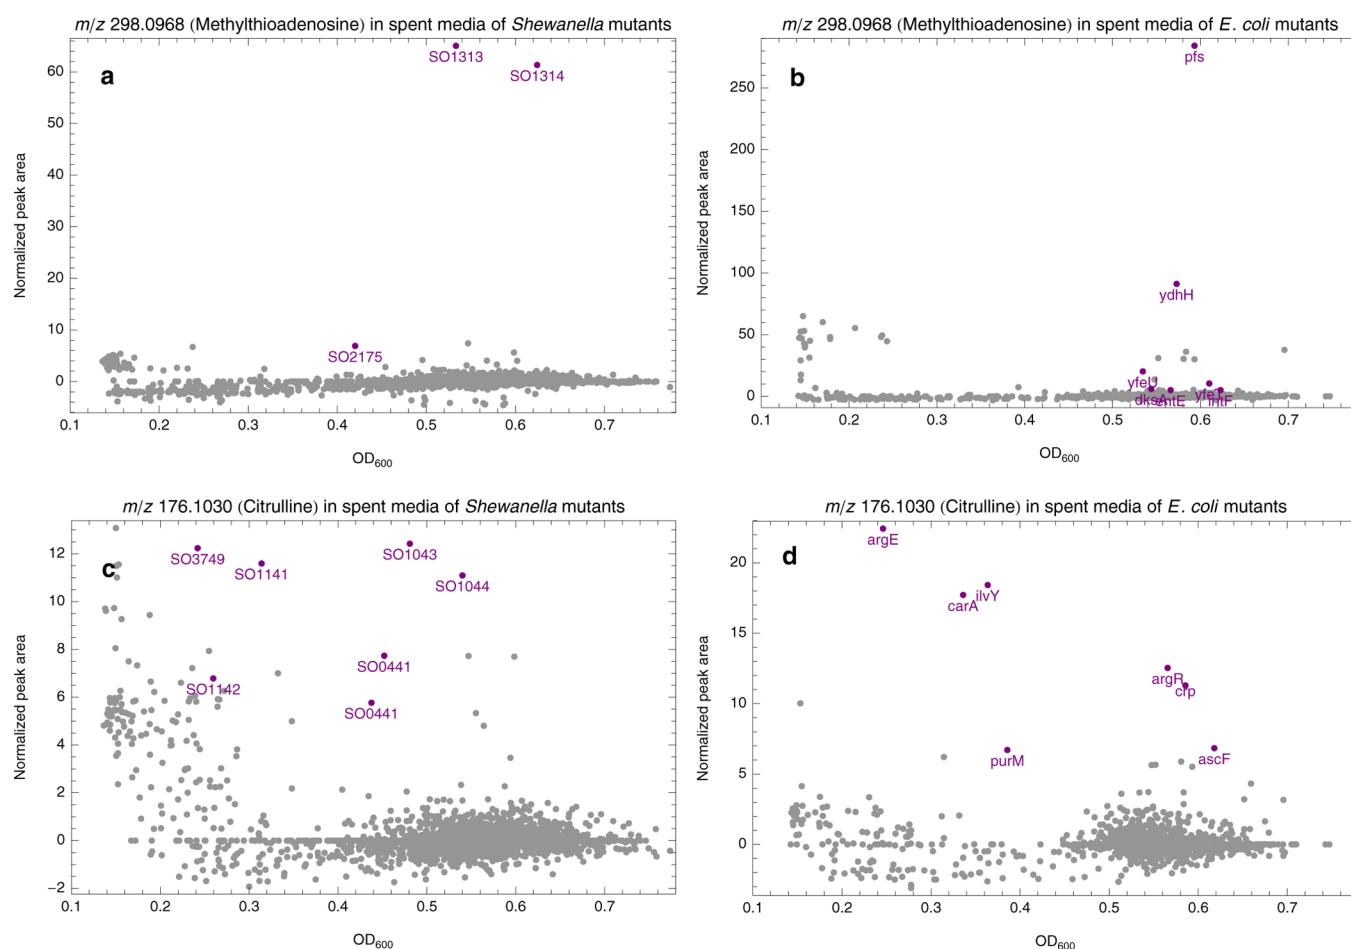 m/z 298.0968 (Methylthioadenosine) in spent media of Shewanella mutants
a
SO1313
SO1314
SO2175
Normalized peak area
60
50
40
30
20
10
0
0.1 0.2 0.3 0.4 0.5 0.6 0.7
OD600
m/z 298.0968 (Methylthioadenosine) in spent media of E. coli mutants
b
pfs
ydhH
yfeU
dksA
entE
yfeT
Normalized peak area
250
200
150
100
50
0
0.1 0.2 0.3 0.4 0.5 0.6 0.7
OD600
m/z 176.1030 (Citrulline) in spent media of Shewanella mutants
c
SO3749
SO1141
SO1043
SO1044
SO0441
SO1142
SO0441
Normalized peak area
12
10
8
6
4
2
0
−2
0.1 0.2 0.3 0.4 0.5 0.6 0.7
OD600
m/z 176.1030 (Citrulline) in spent media of E. coli mutants
d
argE
ilvY
carA
argR
crp
purM
ascF
Normalized peak area
20
15
10
5
0
0.1 0.2 0.3 0.4 0.5 0.6 0.7
OD600